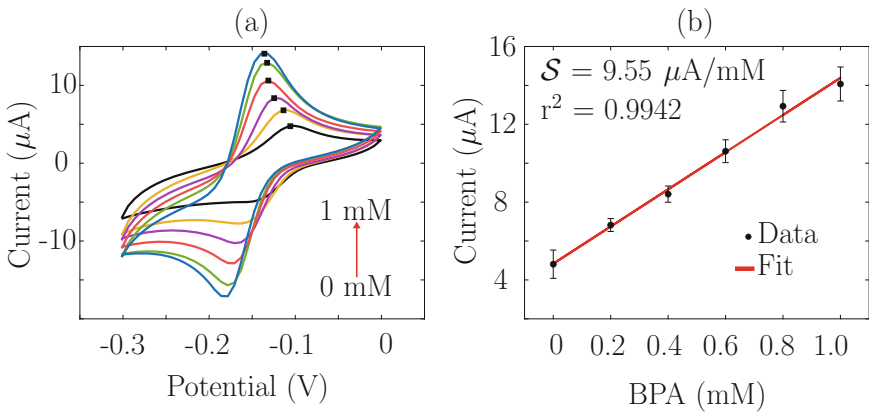 (a)
Current (μA)
10
0
-10
1 mM
0 mM
-0.3 -0.2 -0.1 0
Potential (V)
(b)
Current (μA)
16
12
8
4
𝒮 = 9.55 μA/mM
r² = 0.9942
Data
Fit
0 0.2 0.4 0.6 0.8 1.0
BPA (mM)